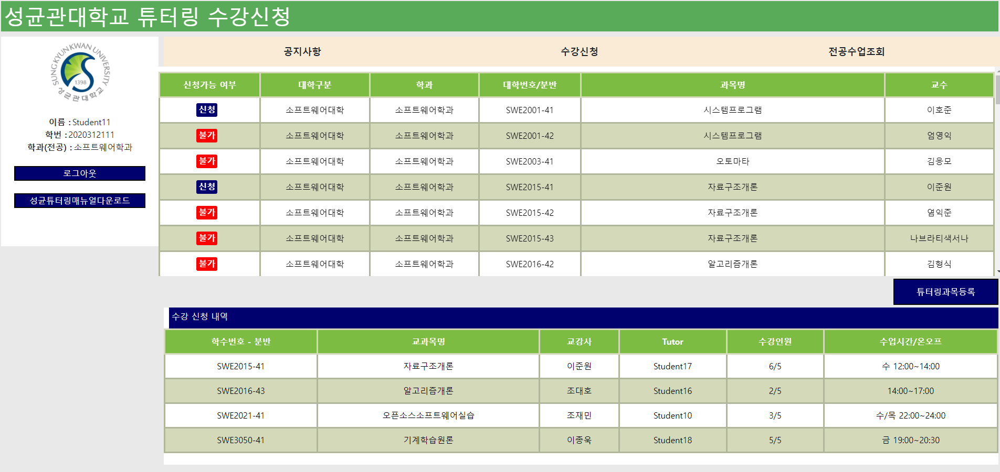 성균관대학교 튜터링 수강신청
SUNGKYUNKWAN UNIVERSITY
1398
성균관대학교
이름 : Student11
학번 : 2020312111
학과(전공) : 소프트웨어학과
로그아웃
성균튜터링매뉴얼다운로드
공지사항 수강신청 전공수업조회
신청가능 여부 대학구분 학과 대학번호/분반 과목명 교수
신청 소프트웨어대학 소프트웨어학과 SWE2001-41 시스템프로그램 이호준
불가 소프트웨어대학 소프트웨어학과 SWE2001-42 시스템프로그램 엄영익
불가 소프트웨어대학 소프트웨어학과 SWE2003-41 오토마타 김응모
신청 소프트웨어대학 소프트웨어학과 SWE2015-41 자료구조개론 이준원
불가 소프트웨어대학 소프트웨어학과 SWE2015-42 자료구조개론 염익준
불가 소프트웨어대학 소프트웨어학과 SWE2015-43 자료구조개론 나브라티색서나
불가 소프트웨어대학 소프트웨어학과 SWE2016-42 알고리즘개론 김형식
튜터링과목등록
수강 신청 내역
학수번호 - 분반 교과목명 교강사 Tutor 수강인원 수업시간/온오프
SWE2015-41 자료구조개론 이준원 Student17 6/5 수 12:00~14:00
SWE2016-43 알고리즘개론 조대호 Student16 2/5 14:00~17:00
SWE2021-41 오픈소스소프트웨어실습 조재민 Student10 3/5 수/목 22:00~24:00
SWE3050-41 기계학습원론 이종욱 Student18 5/5 금 19:00~20:30